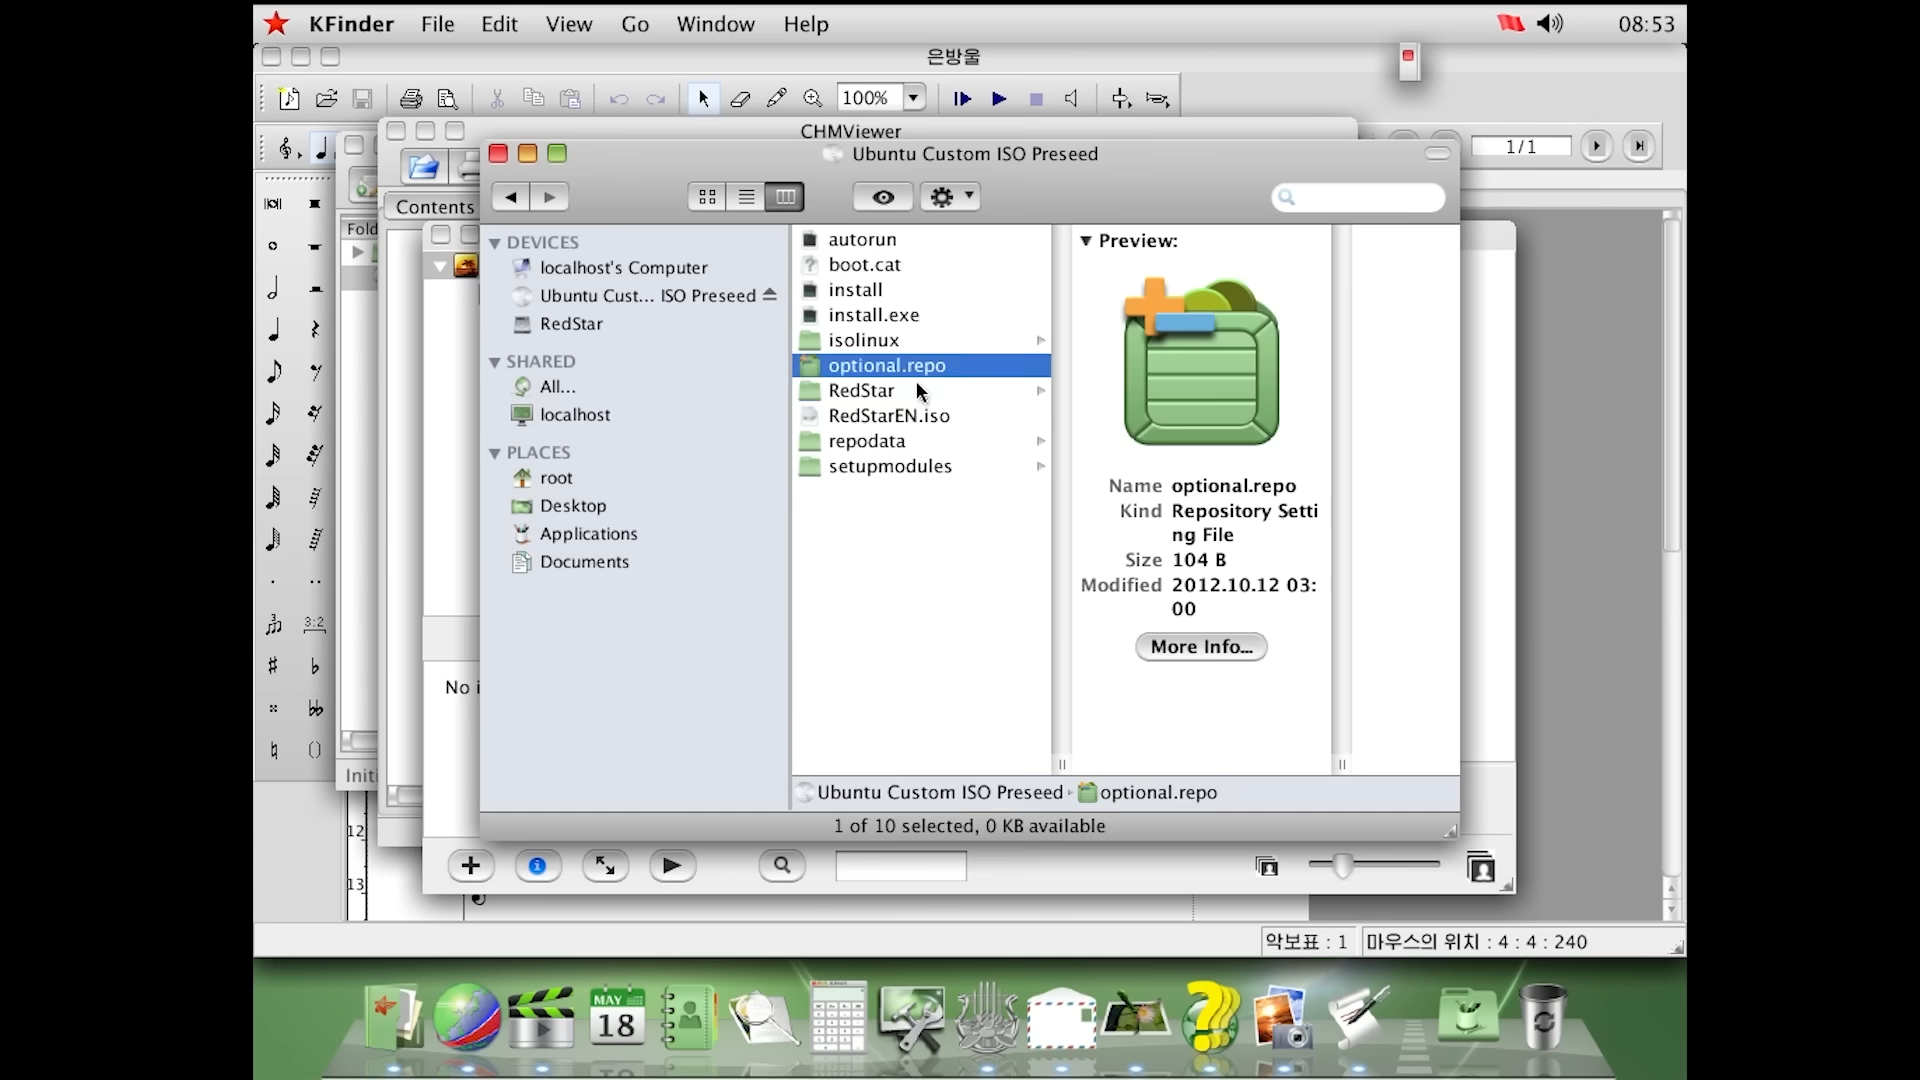 KFinder File Edit View Go Window Help 08:53
은방울
100%
CHMViewer
1/1
Ubuntu Custom ISO Preseed
Contents
Fold
DEVICES
localhost's Computer
Ubuntu Cust... ISO Preseed
RedStar
SHARED
All...
localhost
PLACES
root
Desktop
Applications
Documents
autorun
boot.cat
install
install.exe
isolinux
optional.repo
RedStar
RedStarEN.iso
repodata
setupmodules
Preview:
Name optional.repo
Kind Repository Setti
ng File
Size 104 B
Modified 2012.10.12 03:
00
More Info...
3
3:2
No i
Initi
12
13
Ubuntu Custom ISO Preseed optional.repo
1 of 10 selected, 0 KB available
악보표 : 1 마우스의 위치 : 4 : 4 : 240
MAY
18